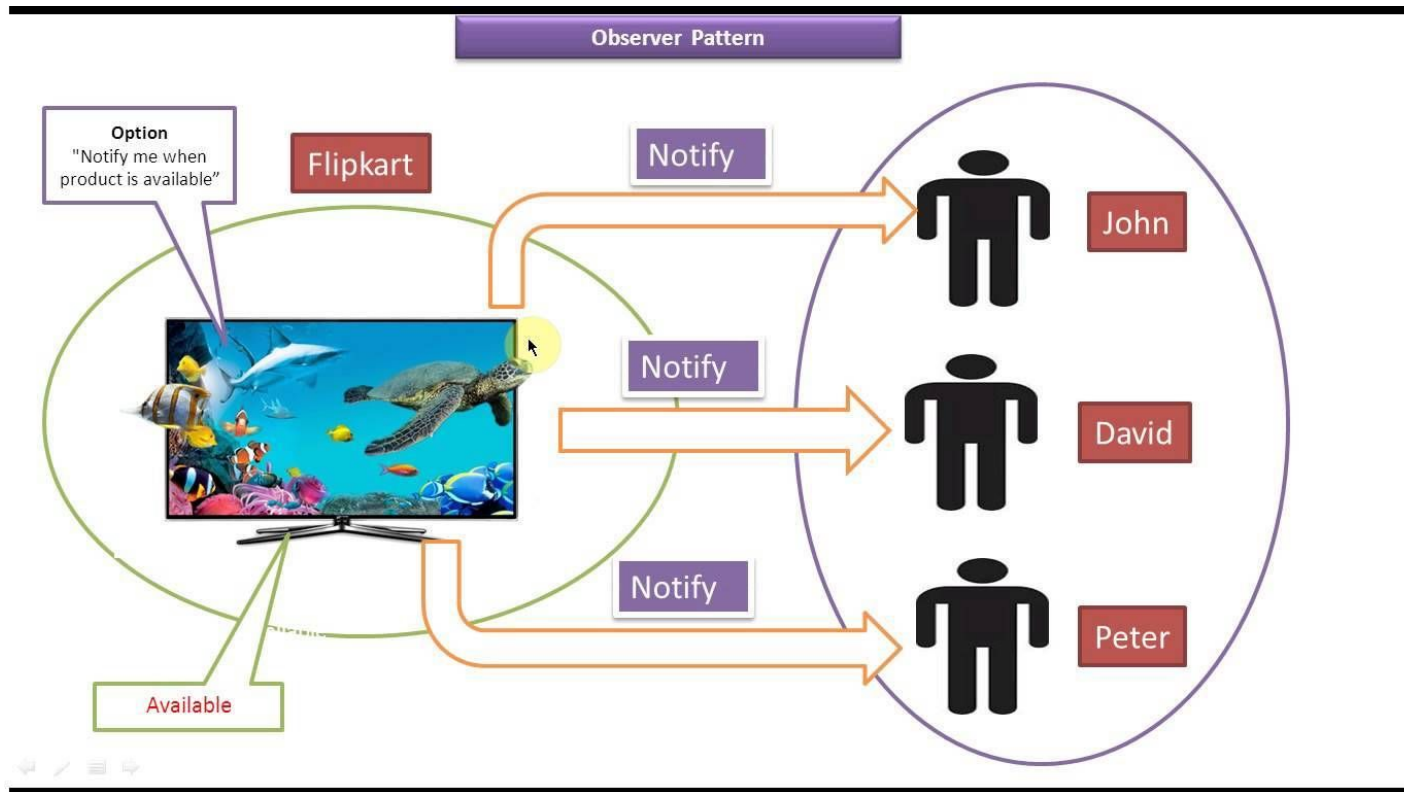 Observer Pattern
Option
"Notify me when
product is available”
Flipkart
Notify
John
Notify
David
Notify
Peter
Available